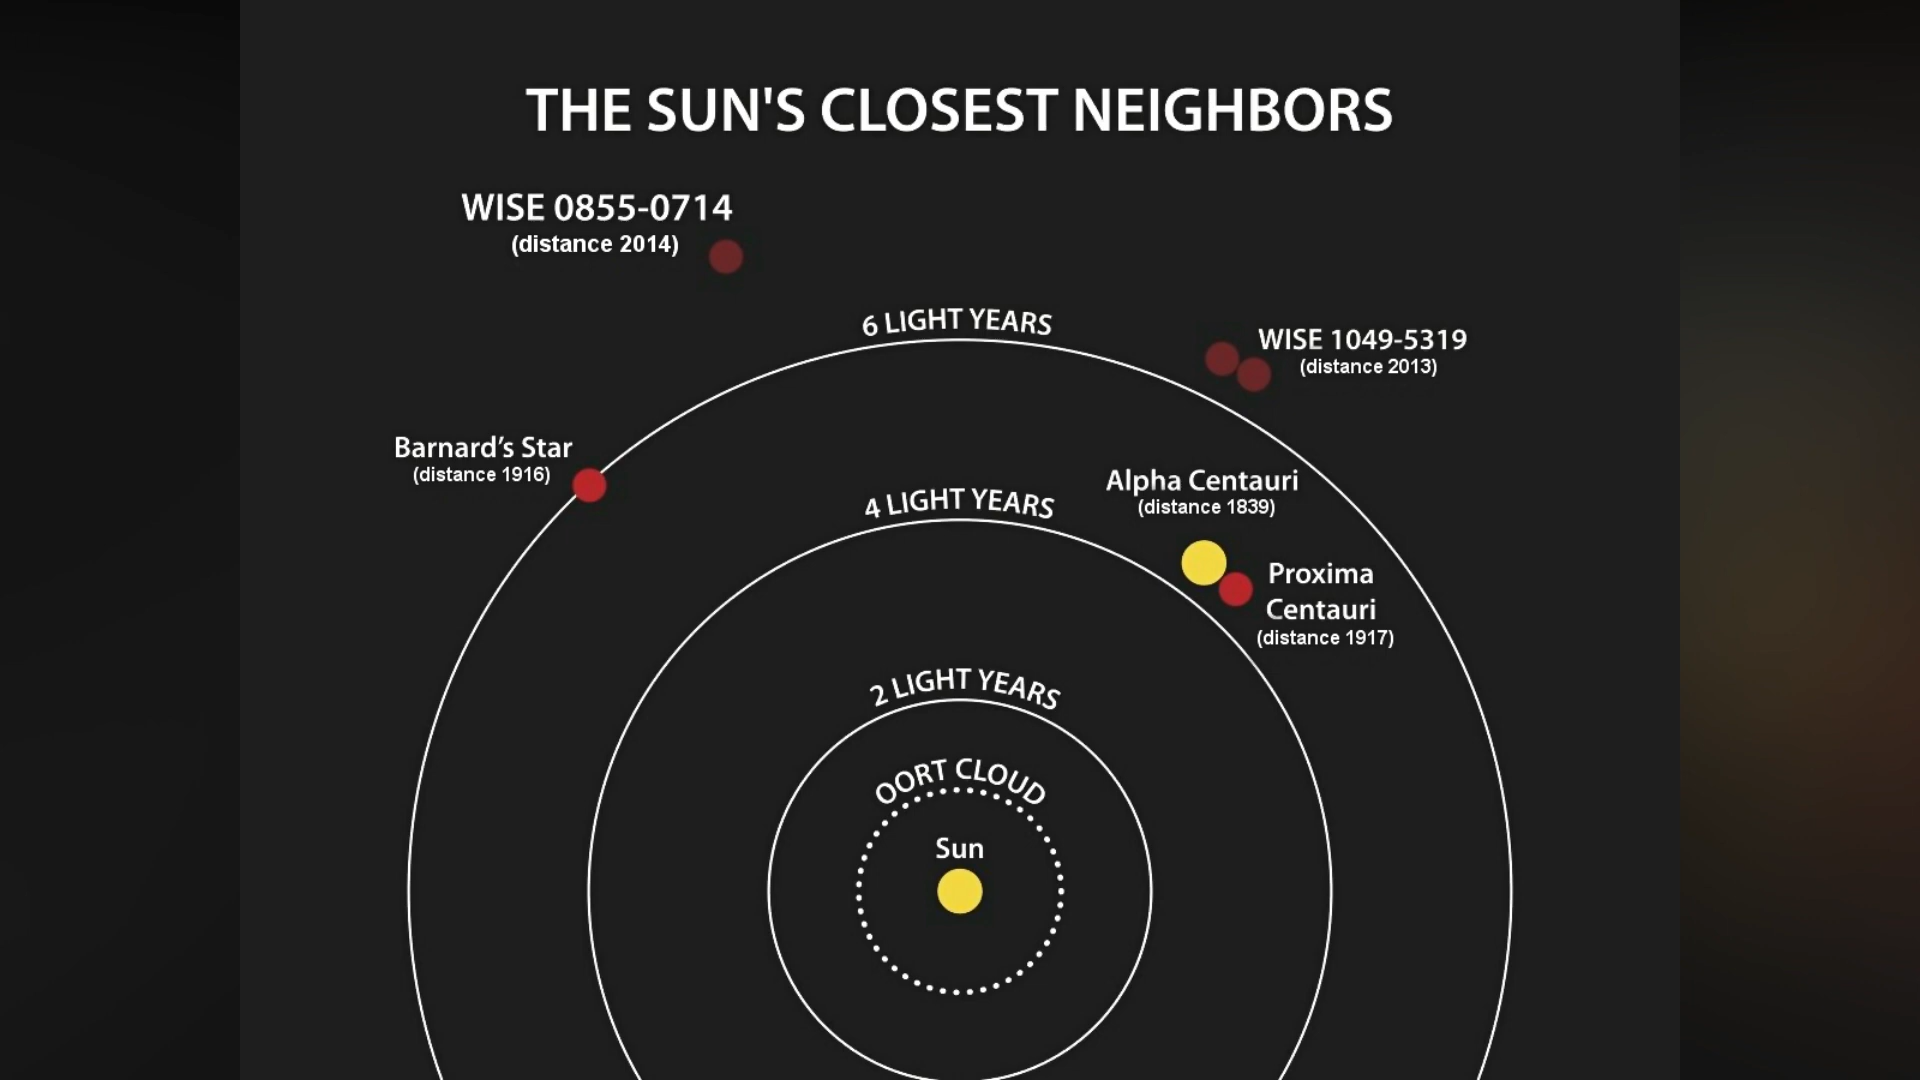 THE SUN'S CLOSEST NEIGHBORS
WISE 0855-0714
(distance 2014)
6 LIGHT YEARS
WISE 1049-5319
(distance 2013)
Barnard’s Star
(distance 1916)
4 LIGHT YEARS
Alpha Centauri
(distance 1839)
Proxima
Centauri
(distance 1917)
2 LIGHT YEARS
OORT CLOUD
Sun